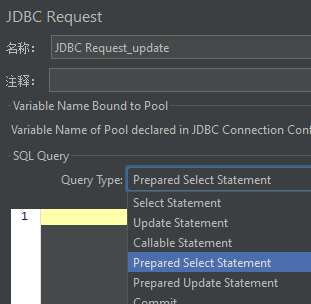 JDBC Request
名称： JDBC Request_update
注释：
Variable Name Bound to Pool
Variable Name of Pool declared in JDBC Connection Conf
SQL Query
Query Type: Prepared Select Statement
1
Select Statement
Update Statement
Callable Statement
Prepared Select Statement
Prepared Update Statement
Commit